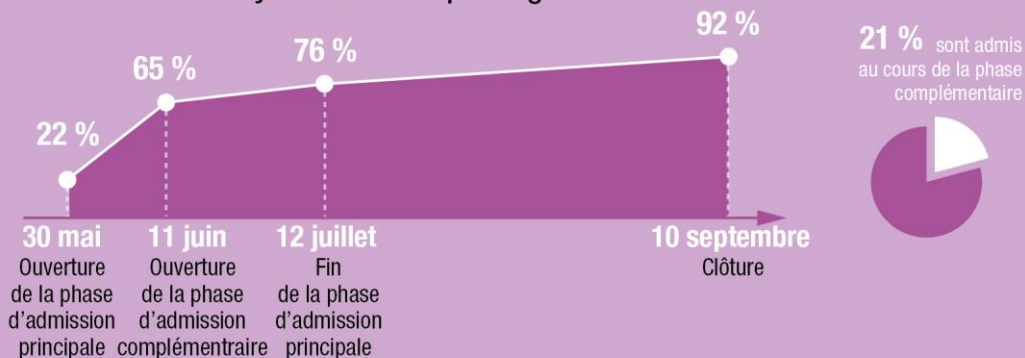 22 %
65 %
76 %
92 %
30 mai
Ouverture
de la phase
d’admission
principale
11 juin
Ouverture
de la phase
d’admission
complémentraire
12 juillet
Fin
de la phase
d’admission
principale
10 septembre
Clôture
21 % sont admis
au cours de la phase
complémentaire